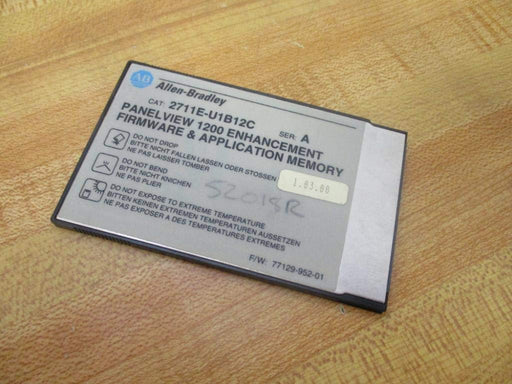 AB
Allen-Bradley
CAT: 2711E-U1B12C SER: A
PANELVIEW 1200 ENHANCEMENT
FIRMWARE & APPLICATION MEMORY
DO NOT DROP
BITTE NICHT FALLEN LASSEN ODER STOSSEN
NE PAS LAISSER TOMBER
1.03.00
DO NOT BEND
BITTE NICHT KNICHEN
NE PAS PLIER
S2018R
DO NOT EXPOSE TO EXTREME TEMPERATURE
BITTEN KEINEN EXTREMEN TEMPERATUREN AUSSETZEN
NE PAS EXPOSER A DES TEMPERATURES EXTREMES
F/W: 77129-952-01